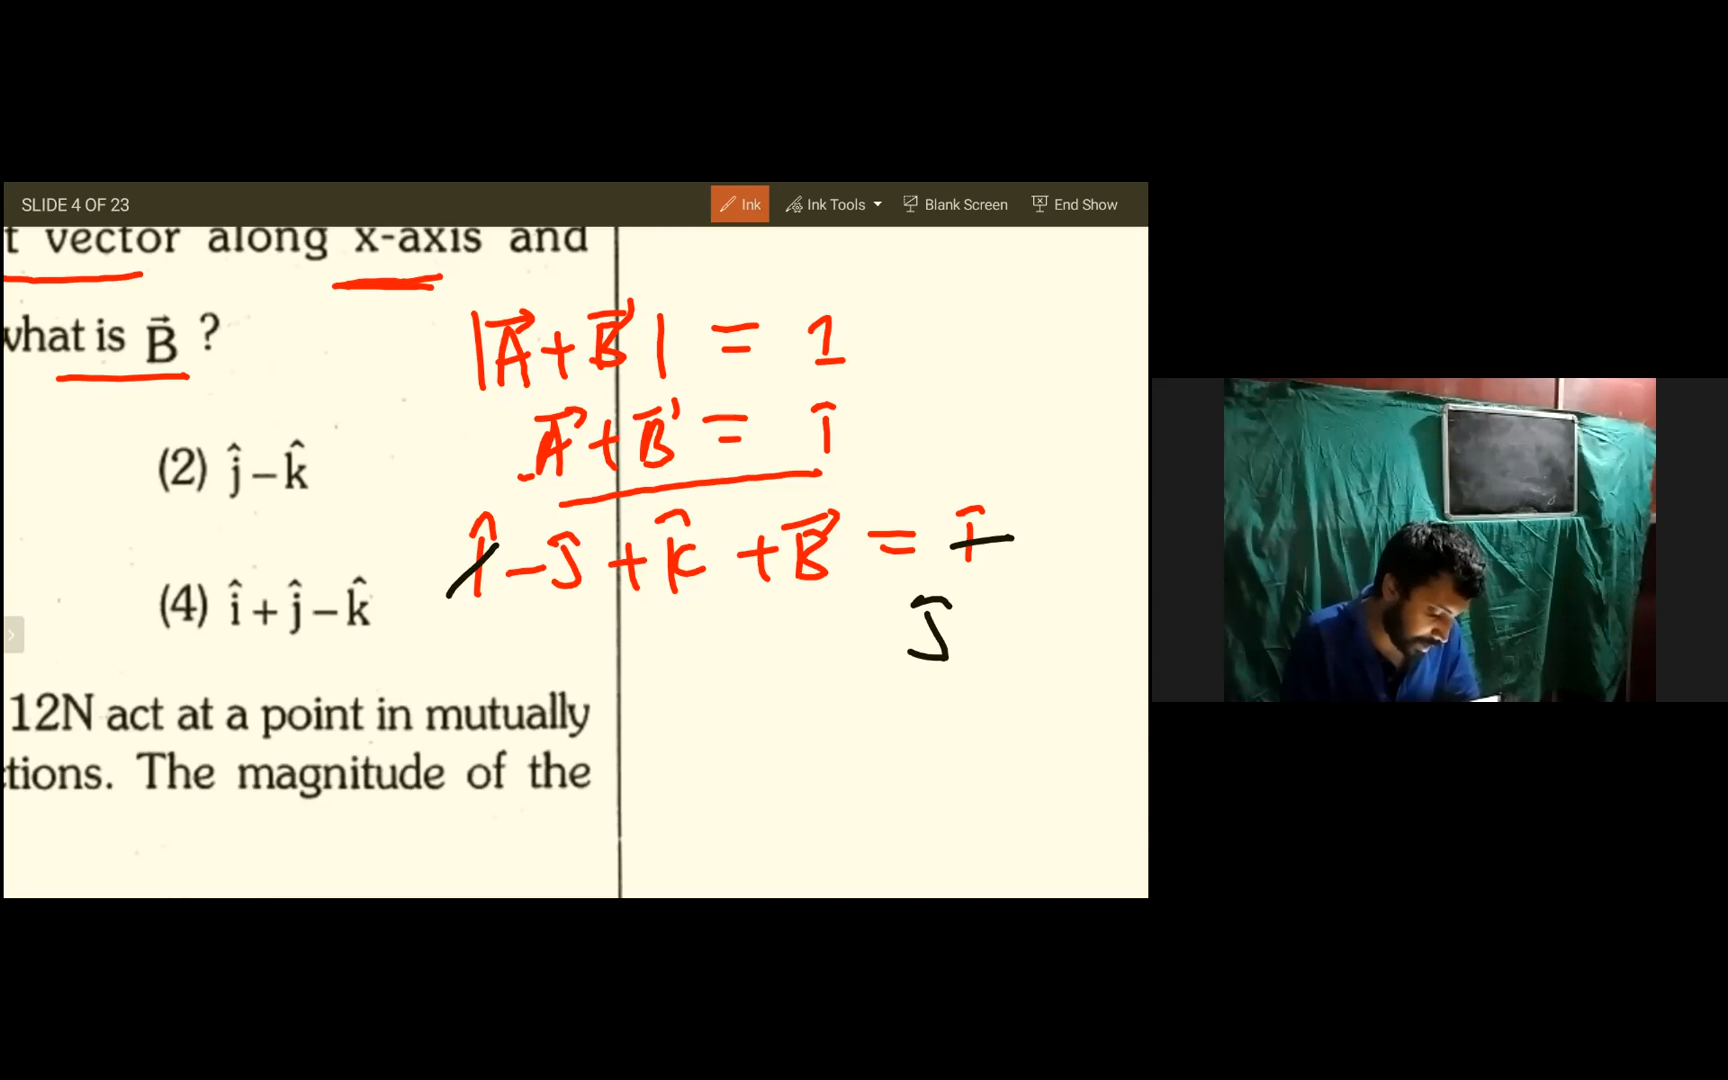 SLIDE 4 OF 23
Ink
Ink Tools
Blank Screen
End Show
t vector along x-axis and
what is B⃗ ?
(2) ĵ – k̂
(4) î + ĵ – k̂
12N act at a point in mutually
ctions. The magnitude of the
|A⃗ + B⃗| = 1
A⃗ + B⃗ = î
î – ĵ + k̂ + B⃗ = î
ĵ